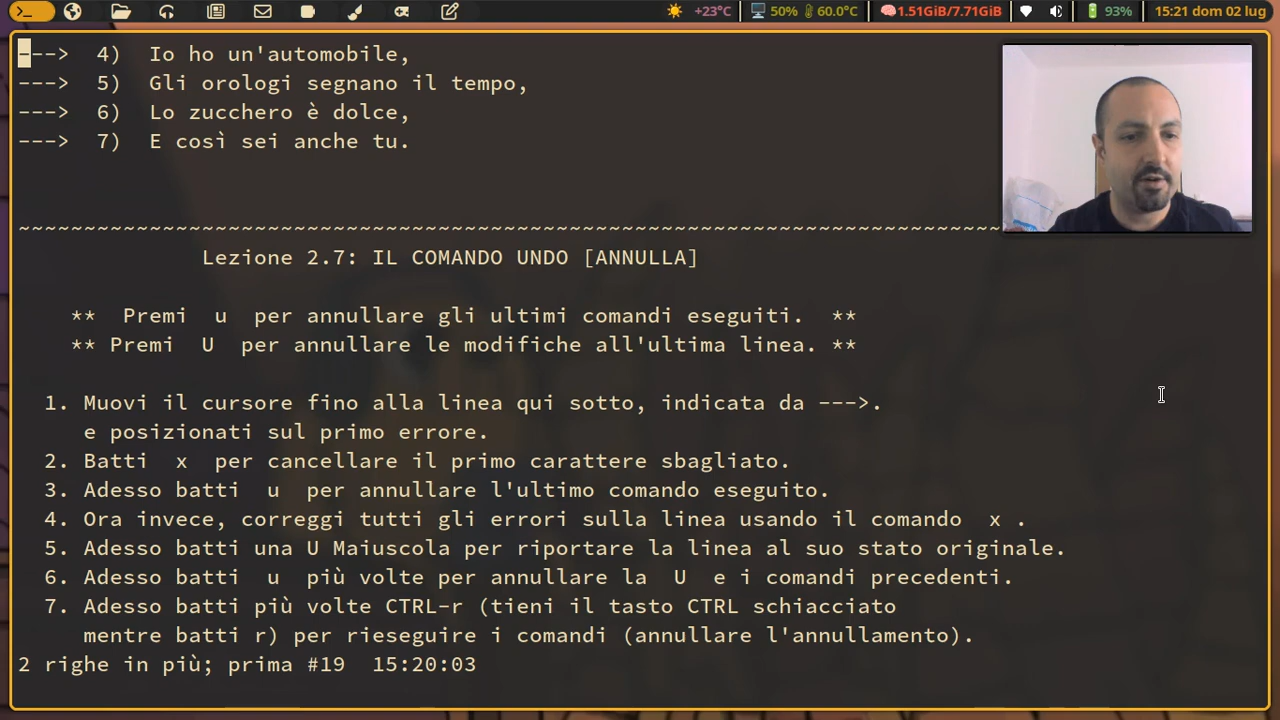 +23°C 50% 60.0°C 1.51GiB/7.71GiB 93% 15:21 dom 02 lug
---> 4) Io ho un'automobile,
---> 5) Gli orologi segnano il tempo,
---> 6) Lo zucchero è dolce,
---> 7) E così sei anche tu.
~~~~~~~~~~~~~~~~~~~~~~~~~~~~~~~~~~~~~~~~~~~~~~~~~~~~~~~~~~~~~~~~~~~~~~~~~~~
Lezione 2.7: IL COMANDO UNDO [ANNULLA]
** Premi u per annullare gli ultimi comandi eseguiti. **
** Premi U per annullare le modifiche all'ultima linea. **
1. Muovi il cursore fino alla linea qui sotto, indicata da --->.
e posizionati sul primo errore.
2. Batti x per cancellare il primo carattere sbagliato.
3. Adesso batti u per annullare l'ultimo comando eseguito.
4. Ora invece, correggi tutti gli errori sulla linea usando il comando x .
5. Adesso batti una U Maiuscola per riportare la linea al suo stato originale.
6. Adesso batti u più volte per annullare la U e i comandi precedenti.
7. Adesso batti più volte CTRL-r (tieni il tasto CTRL schiacciato
mentre batti r) per rieseguire i comandi (annullare l'annullamento).
2 righe in più; prima #19 15:20:03